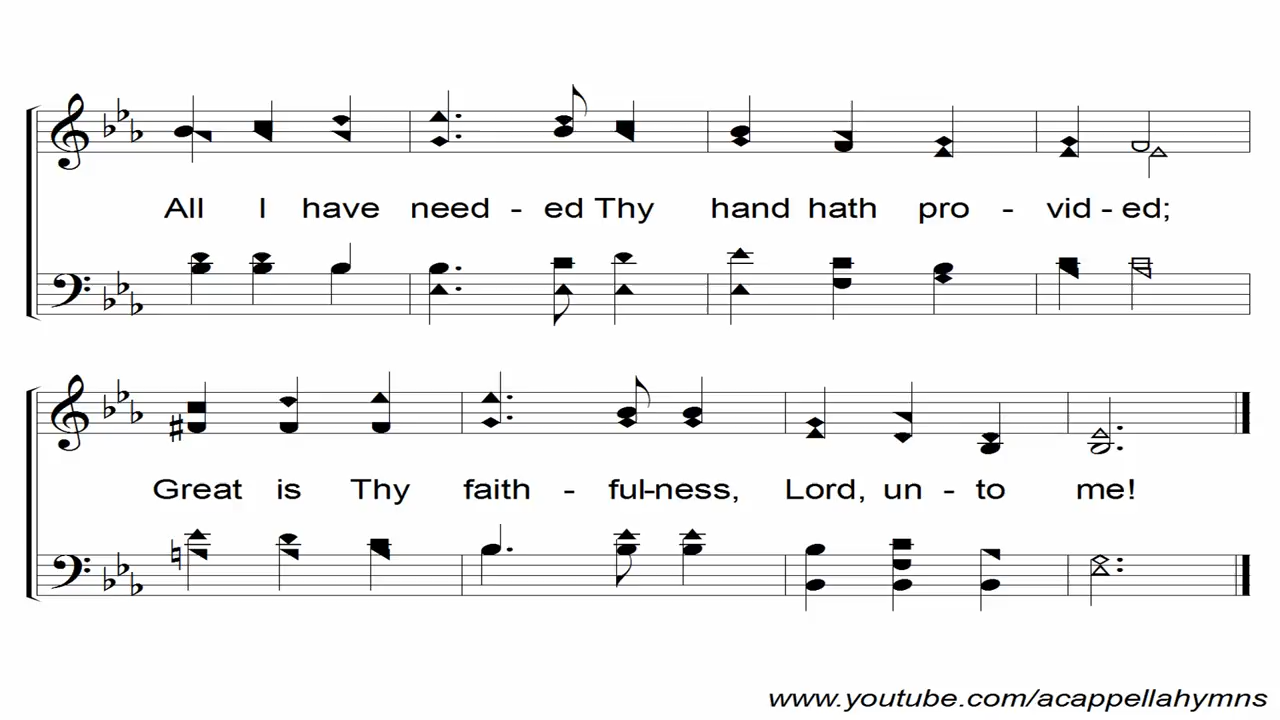 All I have need - ed Thy hand hath pro - vid - ed;
Great is Thy faith - ful-ness, Lord, un - to me!
www.youtube.com/acappellahymns